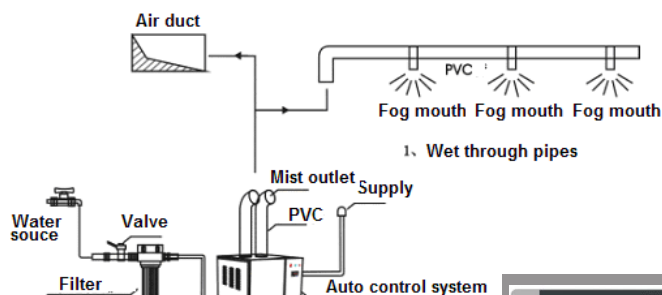 Air duct
PVC
Fog mouth Fog mouth Fog mouth
1、Wet through pipes
Mist outlet
Supply
PVC
Water
souce
Valve
Filter
Auto control system